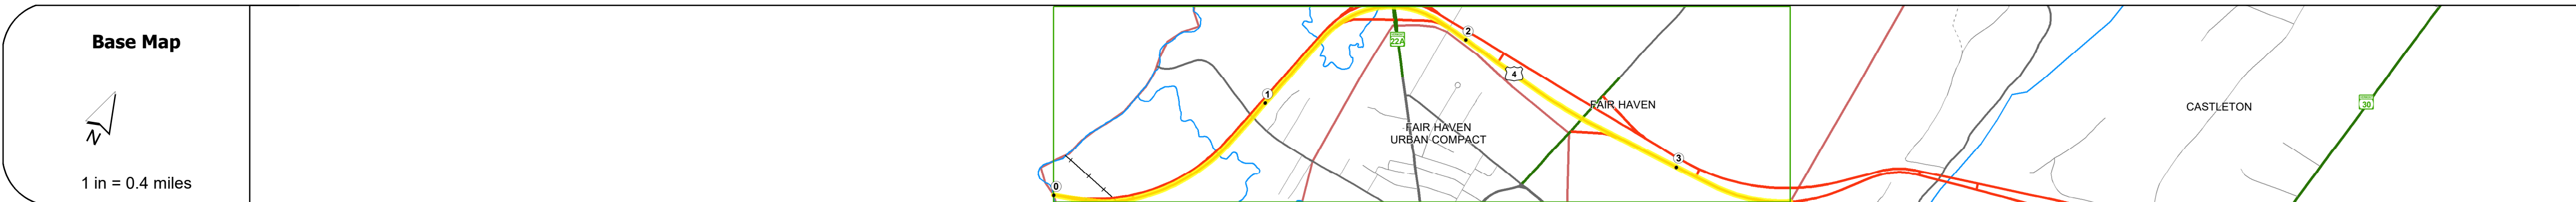 Base Map
N
1 in = 0.4 miles
0
1
22A
2
4
FAIR HAVEN
FAIR HAVEN
URBAN COMPACT
3
CASTLETON
30